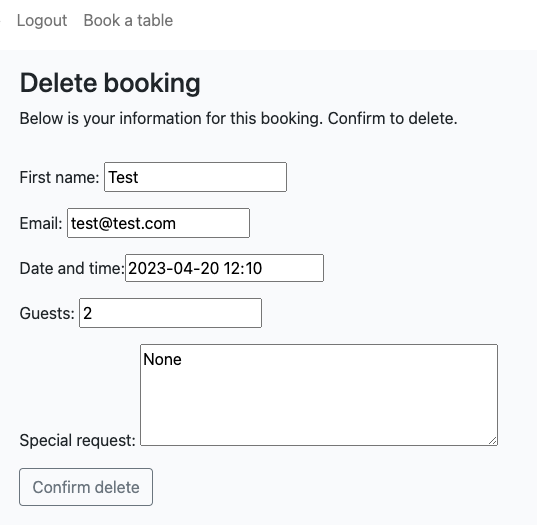 Logout Book a table
Delete booking
Below is your information for this booking. Confirm to delete.
First name: Test
Email: test@test.com
Date and time: 2023-04-20 12:10
Guests: 2
None
Special request:
Confirm delete